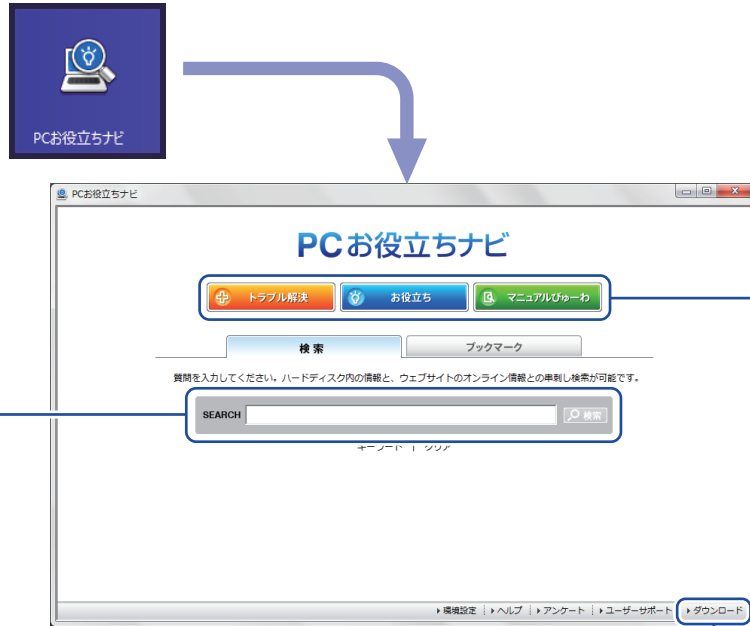 PCお役立ちナビ
PCお役立ちナビ
PCお役立ちナビ
トラブル解決 お役立ち マニュアルびゅーわ
検索 ブックマーク
質問を入力してください。ハードディスク内の情報と、ウェブサイトのオンライン情報との串刺し検索が可能です。
SEARCH 検索
キーワード | クリア
環境設定 ヘルプ アンケート ユーザーサポート ダウンロード